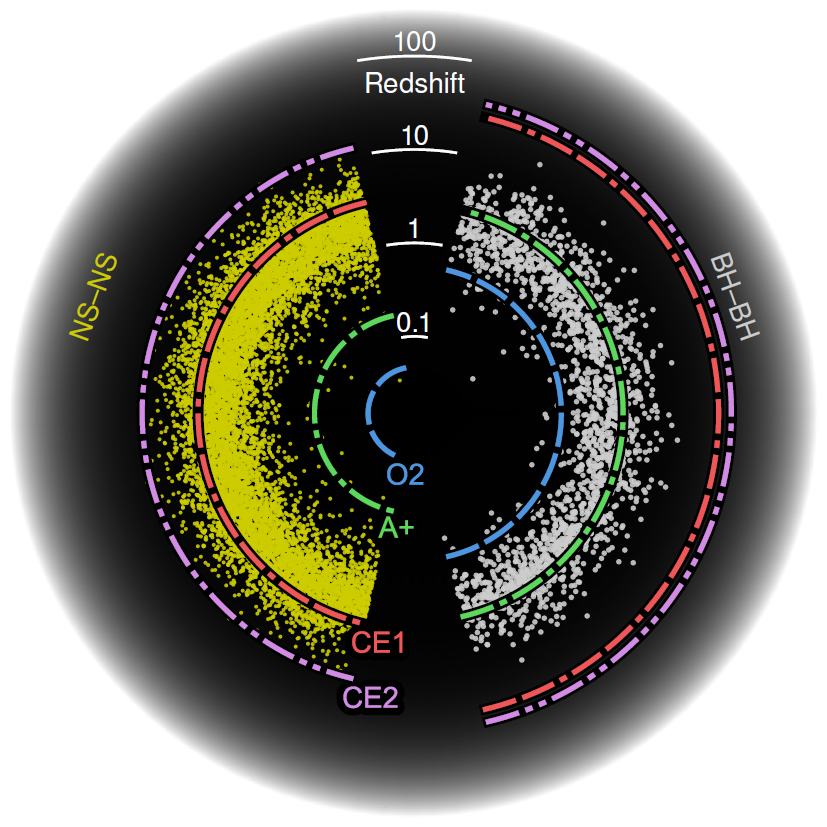 100
Redshift
10
1
0.1
NS–NS
BH–BH
O2
A+
CE1
CE2